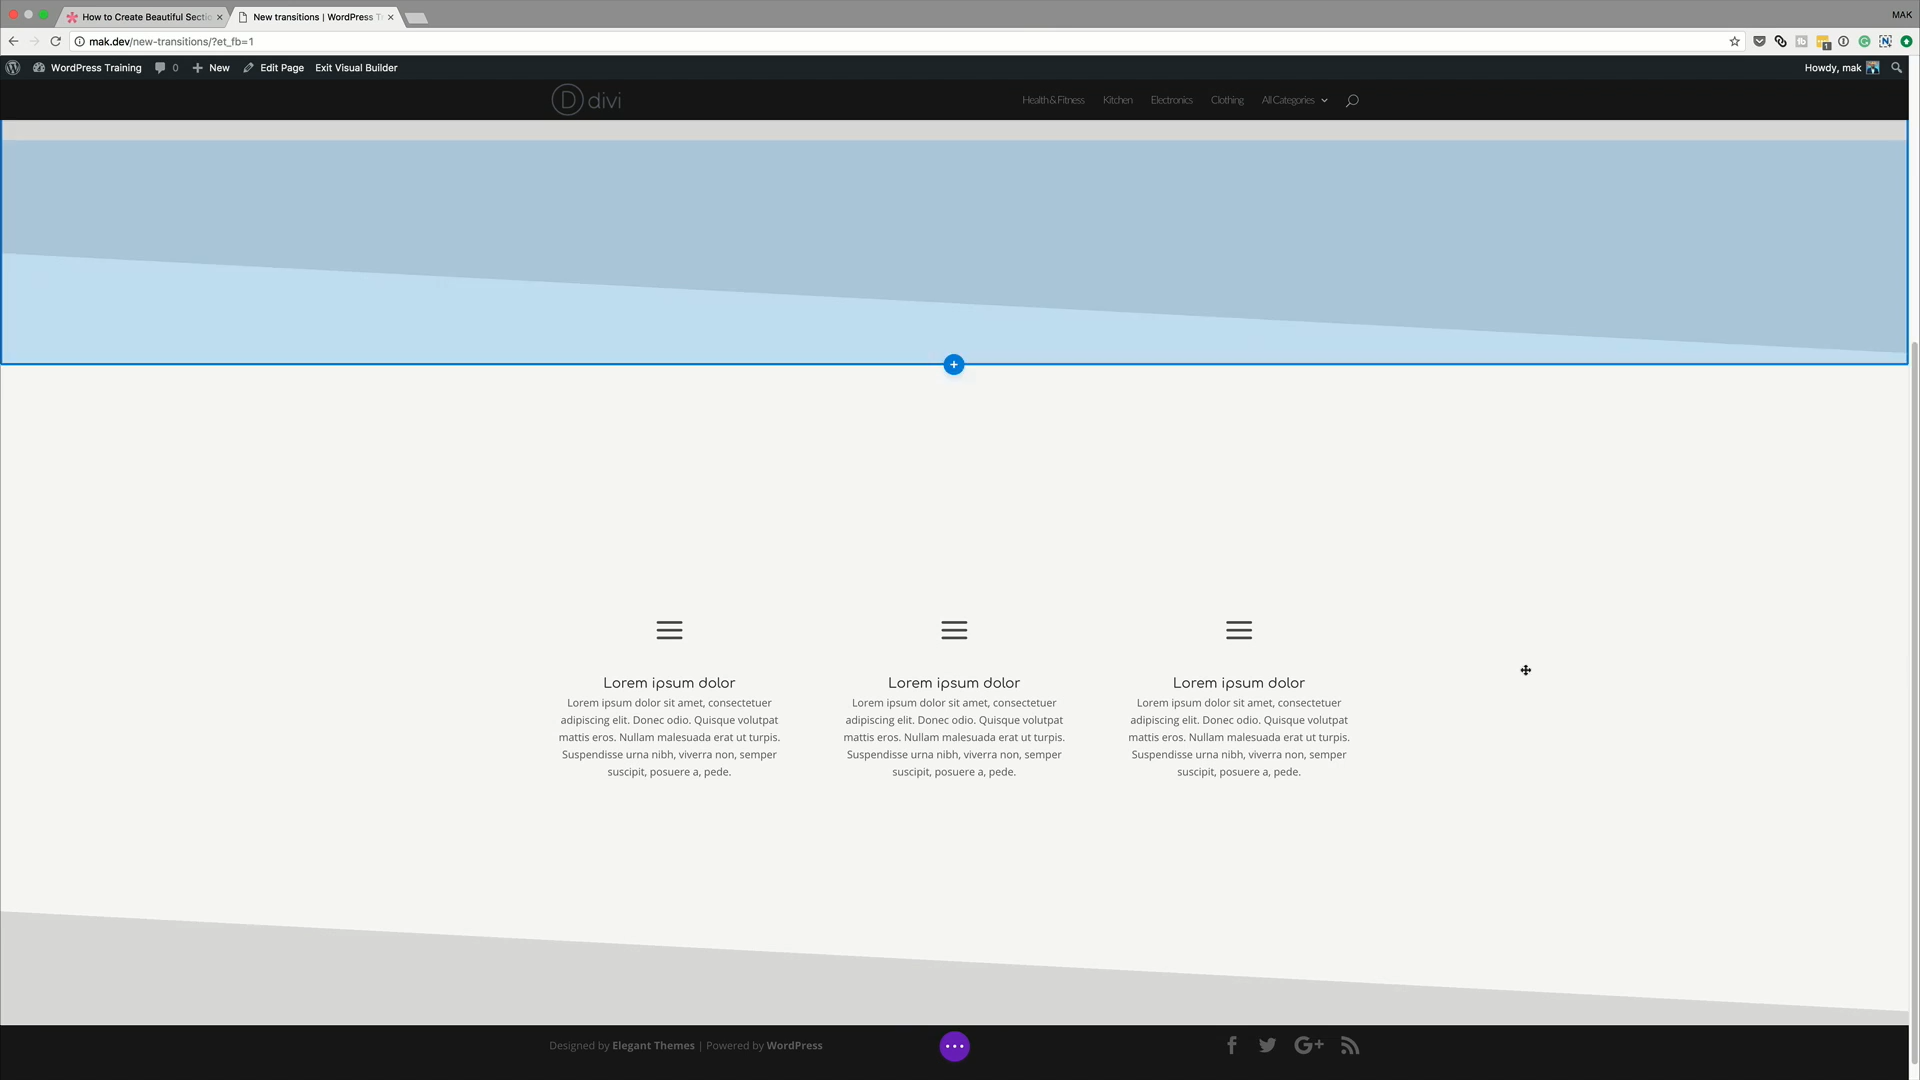 How to Create Beautiful Sectio
New transitions | WordPress T
MAK
mak.dev/new-transitions/?et_fb=1
WordPress Training 0 New Edit Page Exit Visual Builder Howdy, mak
D divi Health & Fitness Kitchen Electronics Clothing All Categories
Lorem ipsum dolor
Lorem ipsum dolor sit amet, consectetuer
adipiscing elit. Donec odio. Quisque volutpat
mattis eros. Nullam malesuada erat ut turpis.
Suspendisse urna nibh, viverra non, semper
suscipit, posuere a, pede.
Lorem ipsum dolor
Lorem ipsum dolor sit amet, consectetuer
adipiscing elit. Donec odio. Quisque volutpat
mattis eros. Nullam malesuada erat ut turpis.
Suspendisse urna nibh, viverra non, semper
suscipit, posuere a, pede.
Lorem ipsum dolor
Lorem ipsum dolor sit amet, consectetuer
adipiscing elit. Donec odio. Quisque volutpat
mattis eros. Nullam malesuada erat ut turpis.
Suspendisse urna nibh, viverra non, semper
suscipit, posuere a, pede.
Designed by Elegant Themes | Powered by WordPress